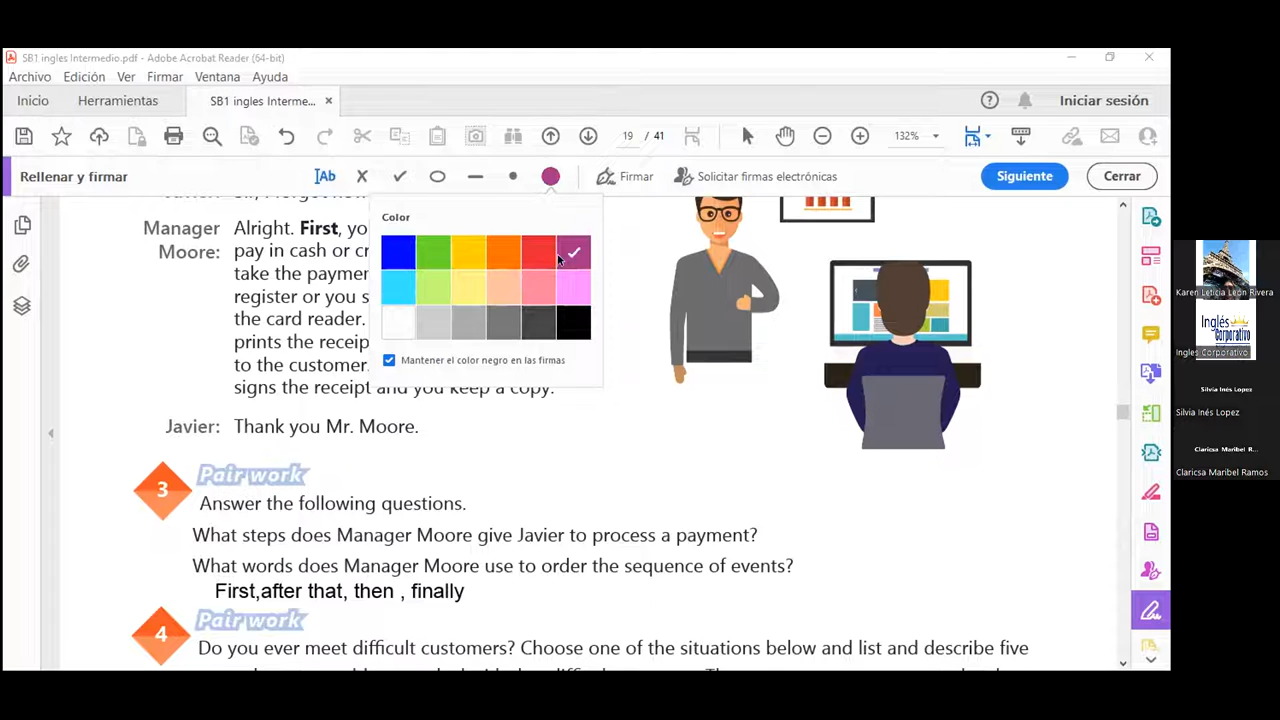 SB1 ingles Intermedio.pdf - Adobe Acrobat Reader (64-bit)
Archivo Edición Ver Firmar Ventana Ayuda
Inicio Herramientas SB1 ingles Interme... × Iniciar sesión
19 / 41 132%
Rellenar y firmar IAb Firmar Solicitar firmas electrónicas Siguiente Cerrar
Color
Manager Alright. First, yo
Moore: pay in cash or cr
take the paymen
register or you s
the card reader.
prints the receip
to the customer.
signs the receipt and you keep a copy.
Mantener el color negro en las firmas
Javier: Thank you Mr. Moore.
3 Pair work
Answer the following questions.
What steps does Manager Moore give Javier to process a payment?
What words does Manager Moore use to order the sequence of events?
First,after that, then , finally
4 Pair work
Do you ever meet difficult customers? Choose one of the situations below and list and describe five
Karen Leticia León Rivera
Inglés
Corporativo
Ingles Corporativo
Silvia Inés Lopez
Silvia Inés Lopez
Claricsa Maribel R...
Claricsa Maribel Ramos